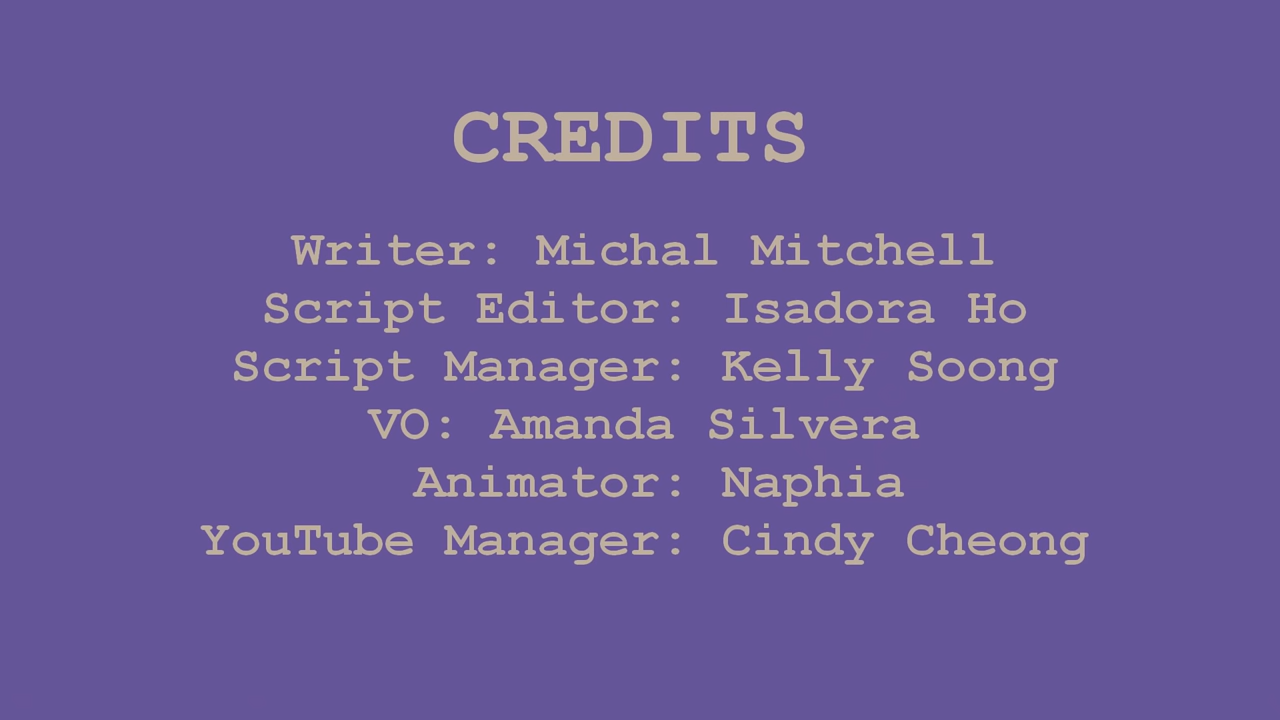 CREDITS
Writer: Michal Mitchell
Script Editor: Isadora Ho
Script Manager: Kelly Soong
VO: Amanda Silvera
Animator: Naphia
YouTube Manager: Cindy Cheong